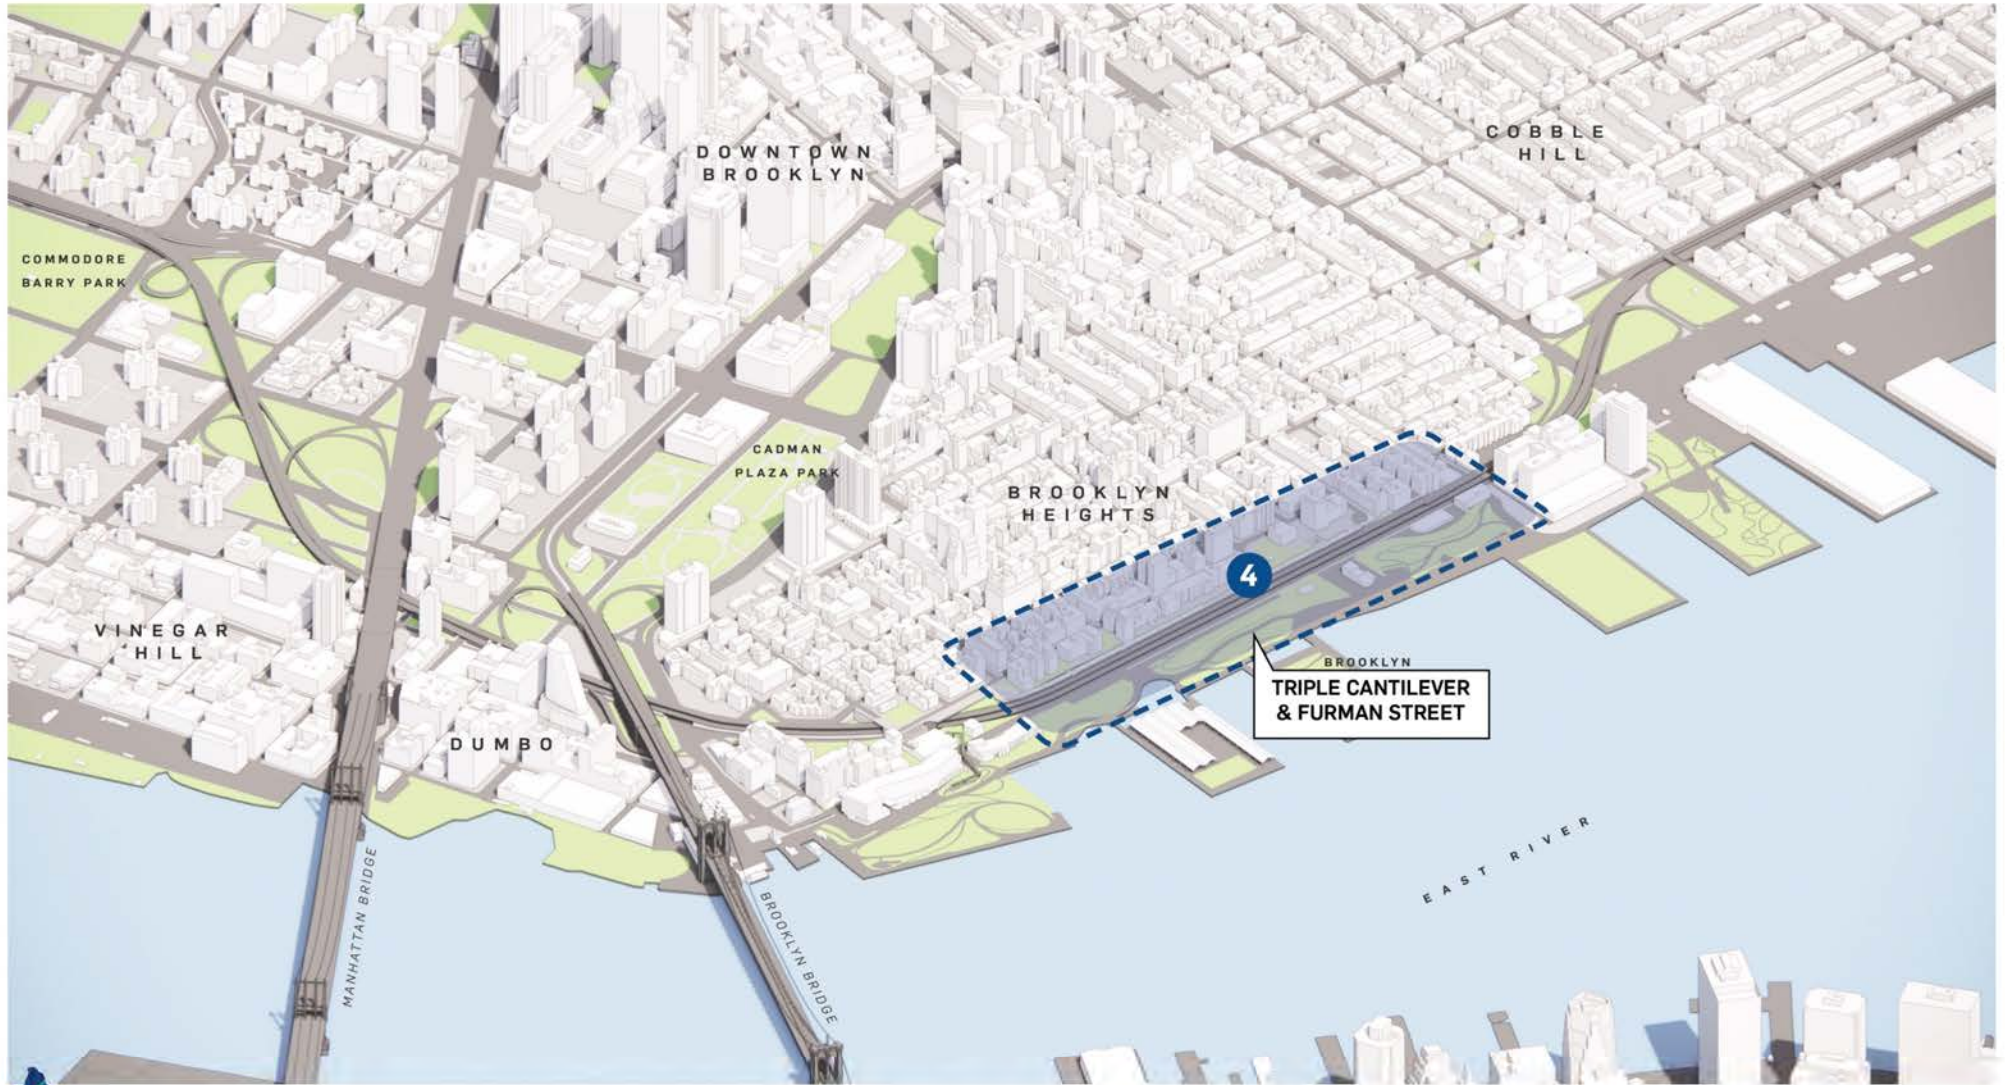 COBBLE
HILL
DOWNTOWN
BROOKLYN
COMMODORE
BARRY PARK
CADMAN
PLAZA PARK
BROOKLYN
HEIGHTS
4
VINEGAR
HILL
BROOKLYN
TRIPLE CANTILEVER
& FURMAN STREET
DUMBO
EAST RIVER
MANHATTAN BRIDGE
BROOKLYN BRIDGE